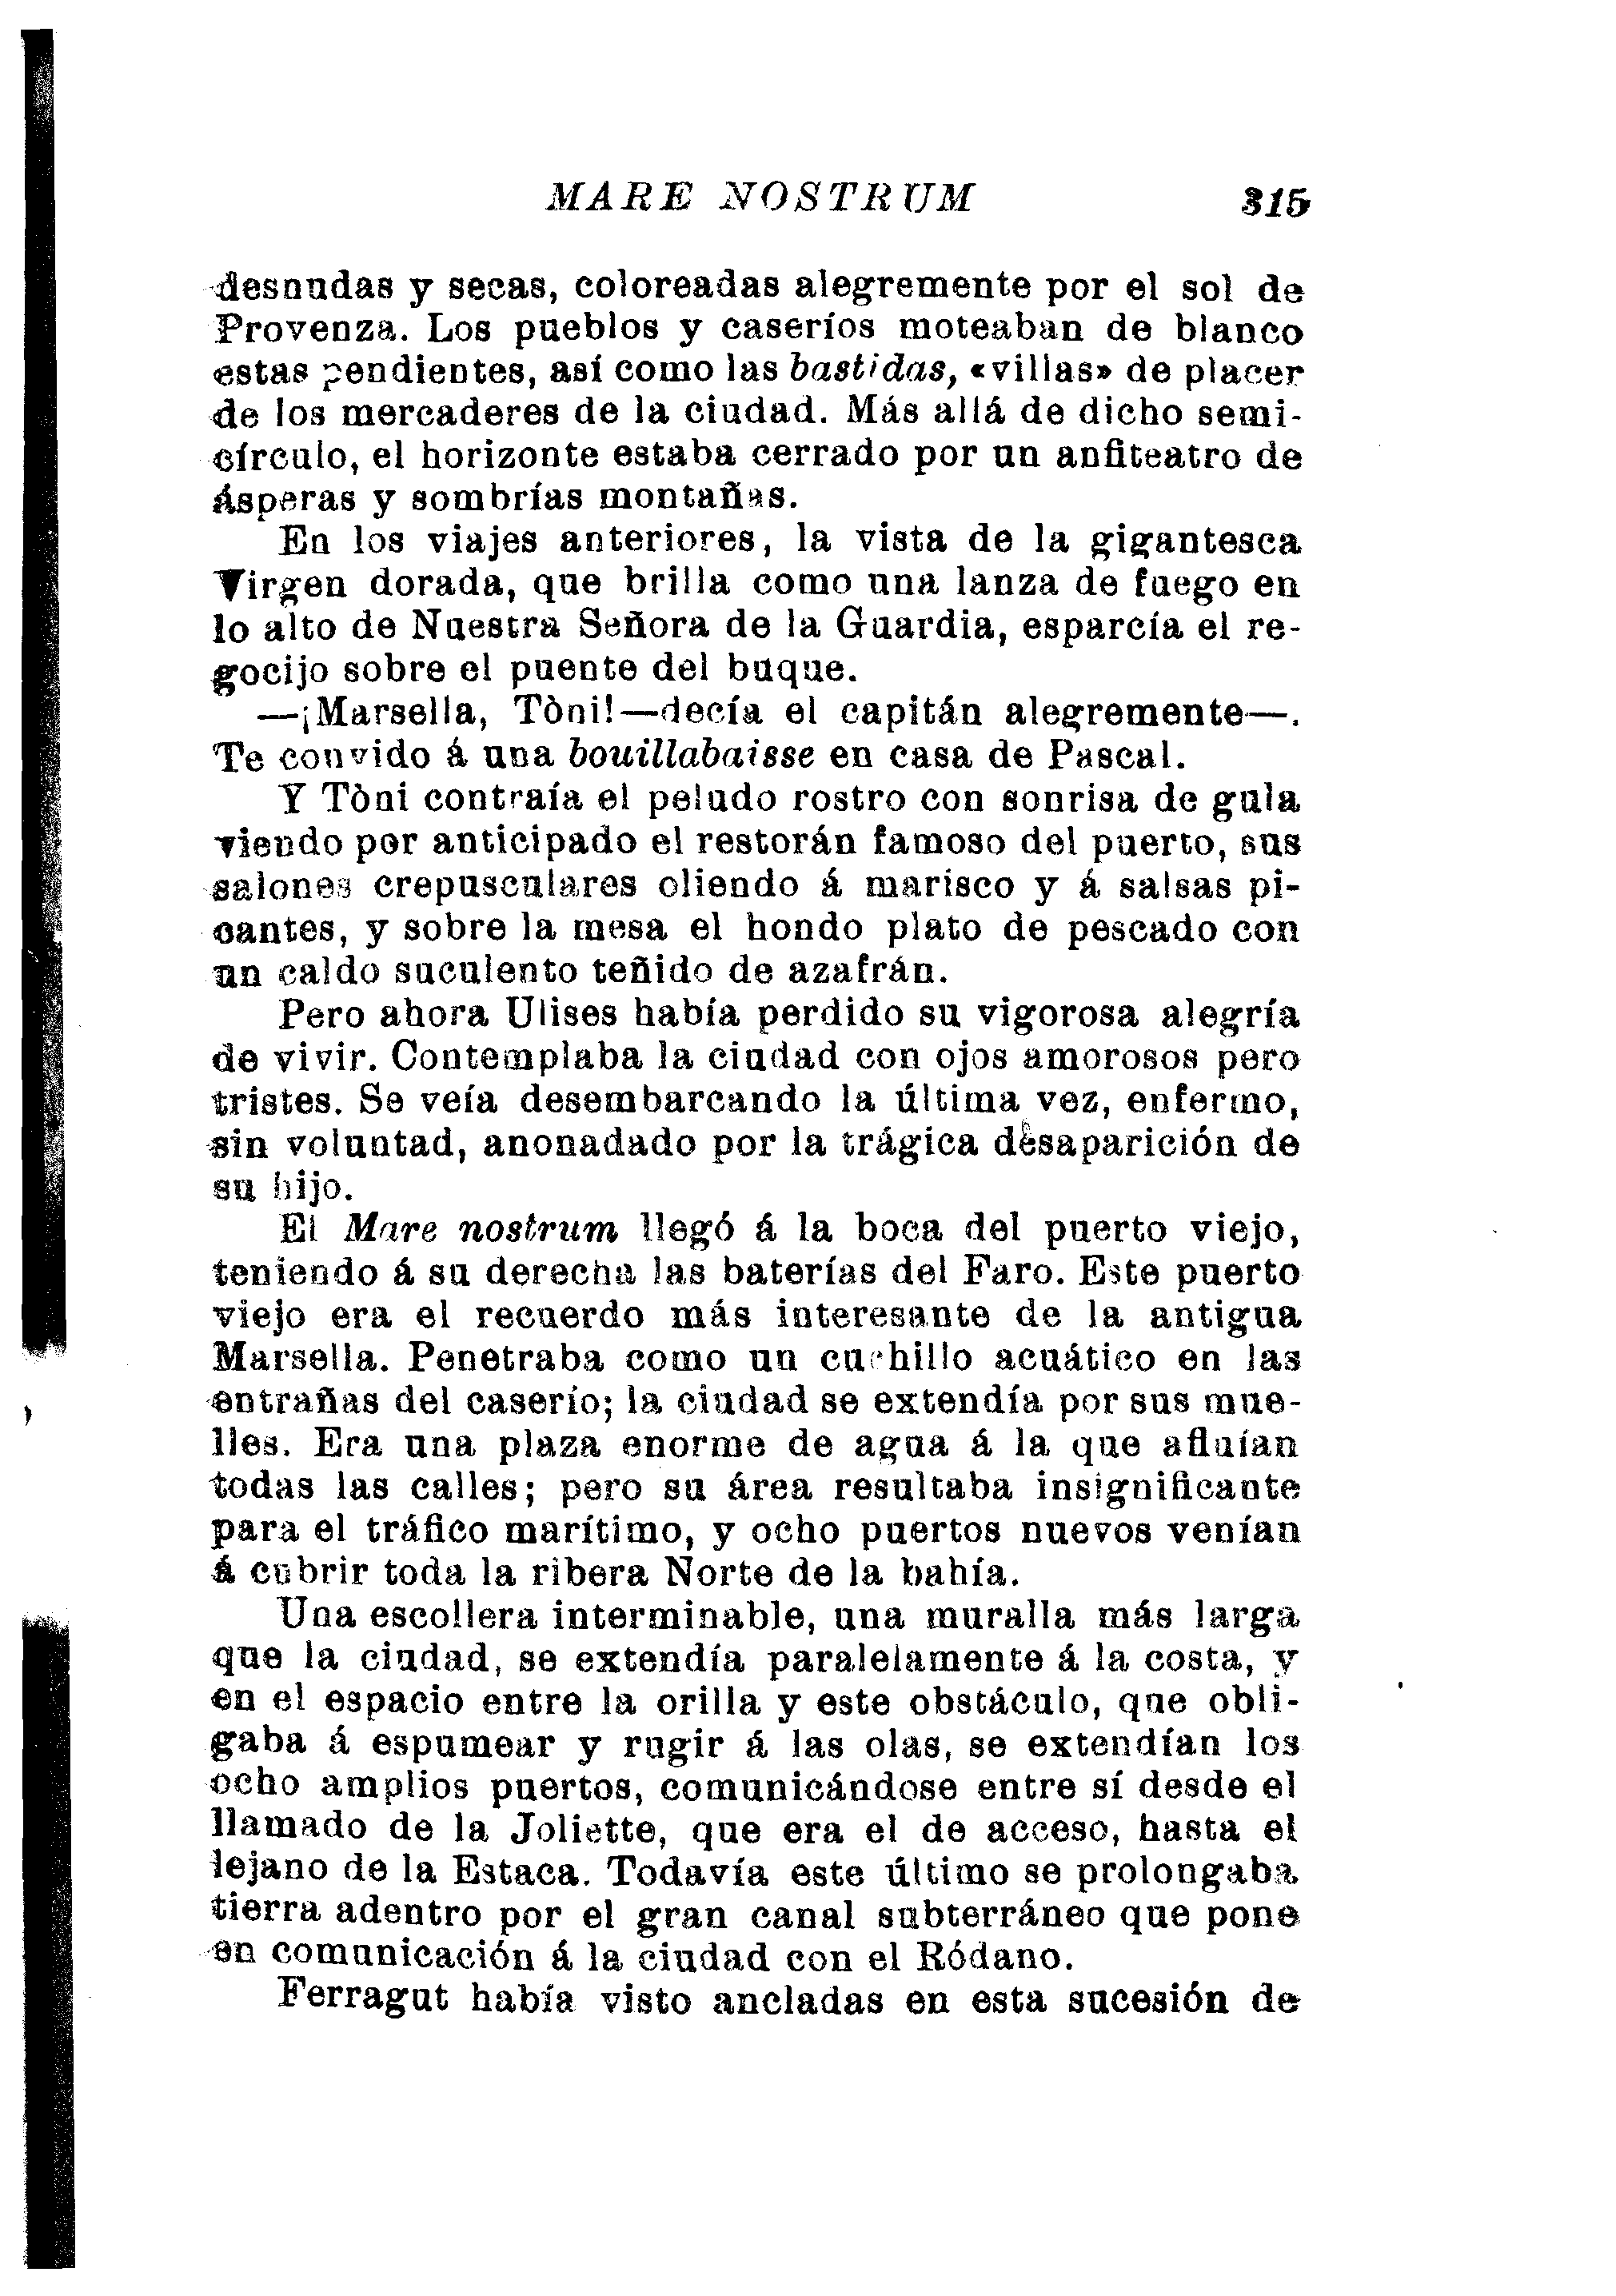 MARE NOSTRUM 315
desnudas y secas, coloreadas alegremente por el sol de
Provenza. Los pueblos y caseríos moteaban de blanco
estas pendientes, así como las bastidas, «villas» de placer
de los mercaderes de la ciudad. Más allá de dicho semi-
círculo, el horizonte estaba cerrado por un anfiteatro de
ásperas y sombrías montañas.
En los viajes anteriores, la vista de la gigantesca
Virgen dorada, que brilla como una lanza de fuego en
lo alto de Nuestra Señora de la Guardia, esparcía el re-
gocijo sobre el puente del buque.
—¡Marsella, Tòni!—decía el capitán alegremente—.
Te convido á una bouillabaisse en casa de Pascal.
Y Tòni contraía el peludo rostro con sonrisa de gula
viendo por anticipado el restorán famoso del puerto, sus
salones crepusculares oliendo á marisco y á salsas pi-
cantes, y sobre la mesa el hondo plato de pescado con
un caldo suculento teñido de azafrán.
Pero ahora Ulises había perdido su vigorosa alegría
de vivir. Contemplaba la ciudad con ojos amorosos pero
tristes. Se veía desembarcando la última vez, enfermo,
sin voluntad, anonadado por la trágica desaparición de
su hijo.
El Mare nostrum llegó á la boca del puerto viejo,
teniendo á su derecha las baterías del Faro. Este puerto
viejo era el recuerdo más interesante de la antigua
Marsella. Penetraba como un cuchillo acuático en las
entrañas del caserío; la ciudad se extendía por sus mue-
lles. Era una plaza enorme de agua á la que afluían
todas las calles; pero su área resultaba insignificante
para el tráfico marítimo, y ocho puertos nuevos venían
á cubrir toda la ribera Norte de la bahía.
Una escollera interminable, una muralla más larga
que la ciudad, se extendía paralelamente á la costa, y
en el espacio entre la orilla y este obstáculo, que obli-
gaba á espumear y rugir á las olas, se extendían los
ocho amplios puertos, comunicándose entre sí desde el
llamado de la Joliette, que era el de acceso, hasta el
lejano de la Estaca. Todavía este último se prolongaba
tierra adentro por el gran canal subterráneo que pone
en comunicación á la ciudad con el Ródano.
Ferragut había visto ancladas en esta sucesión de